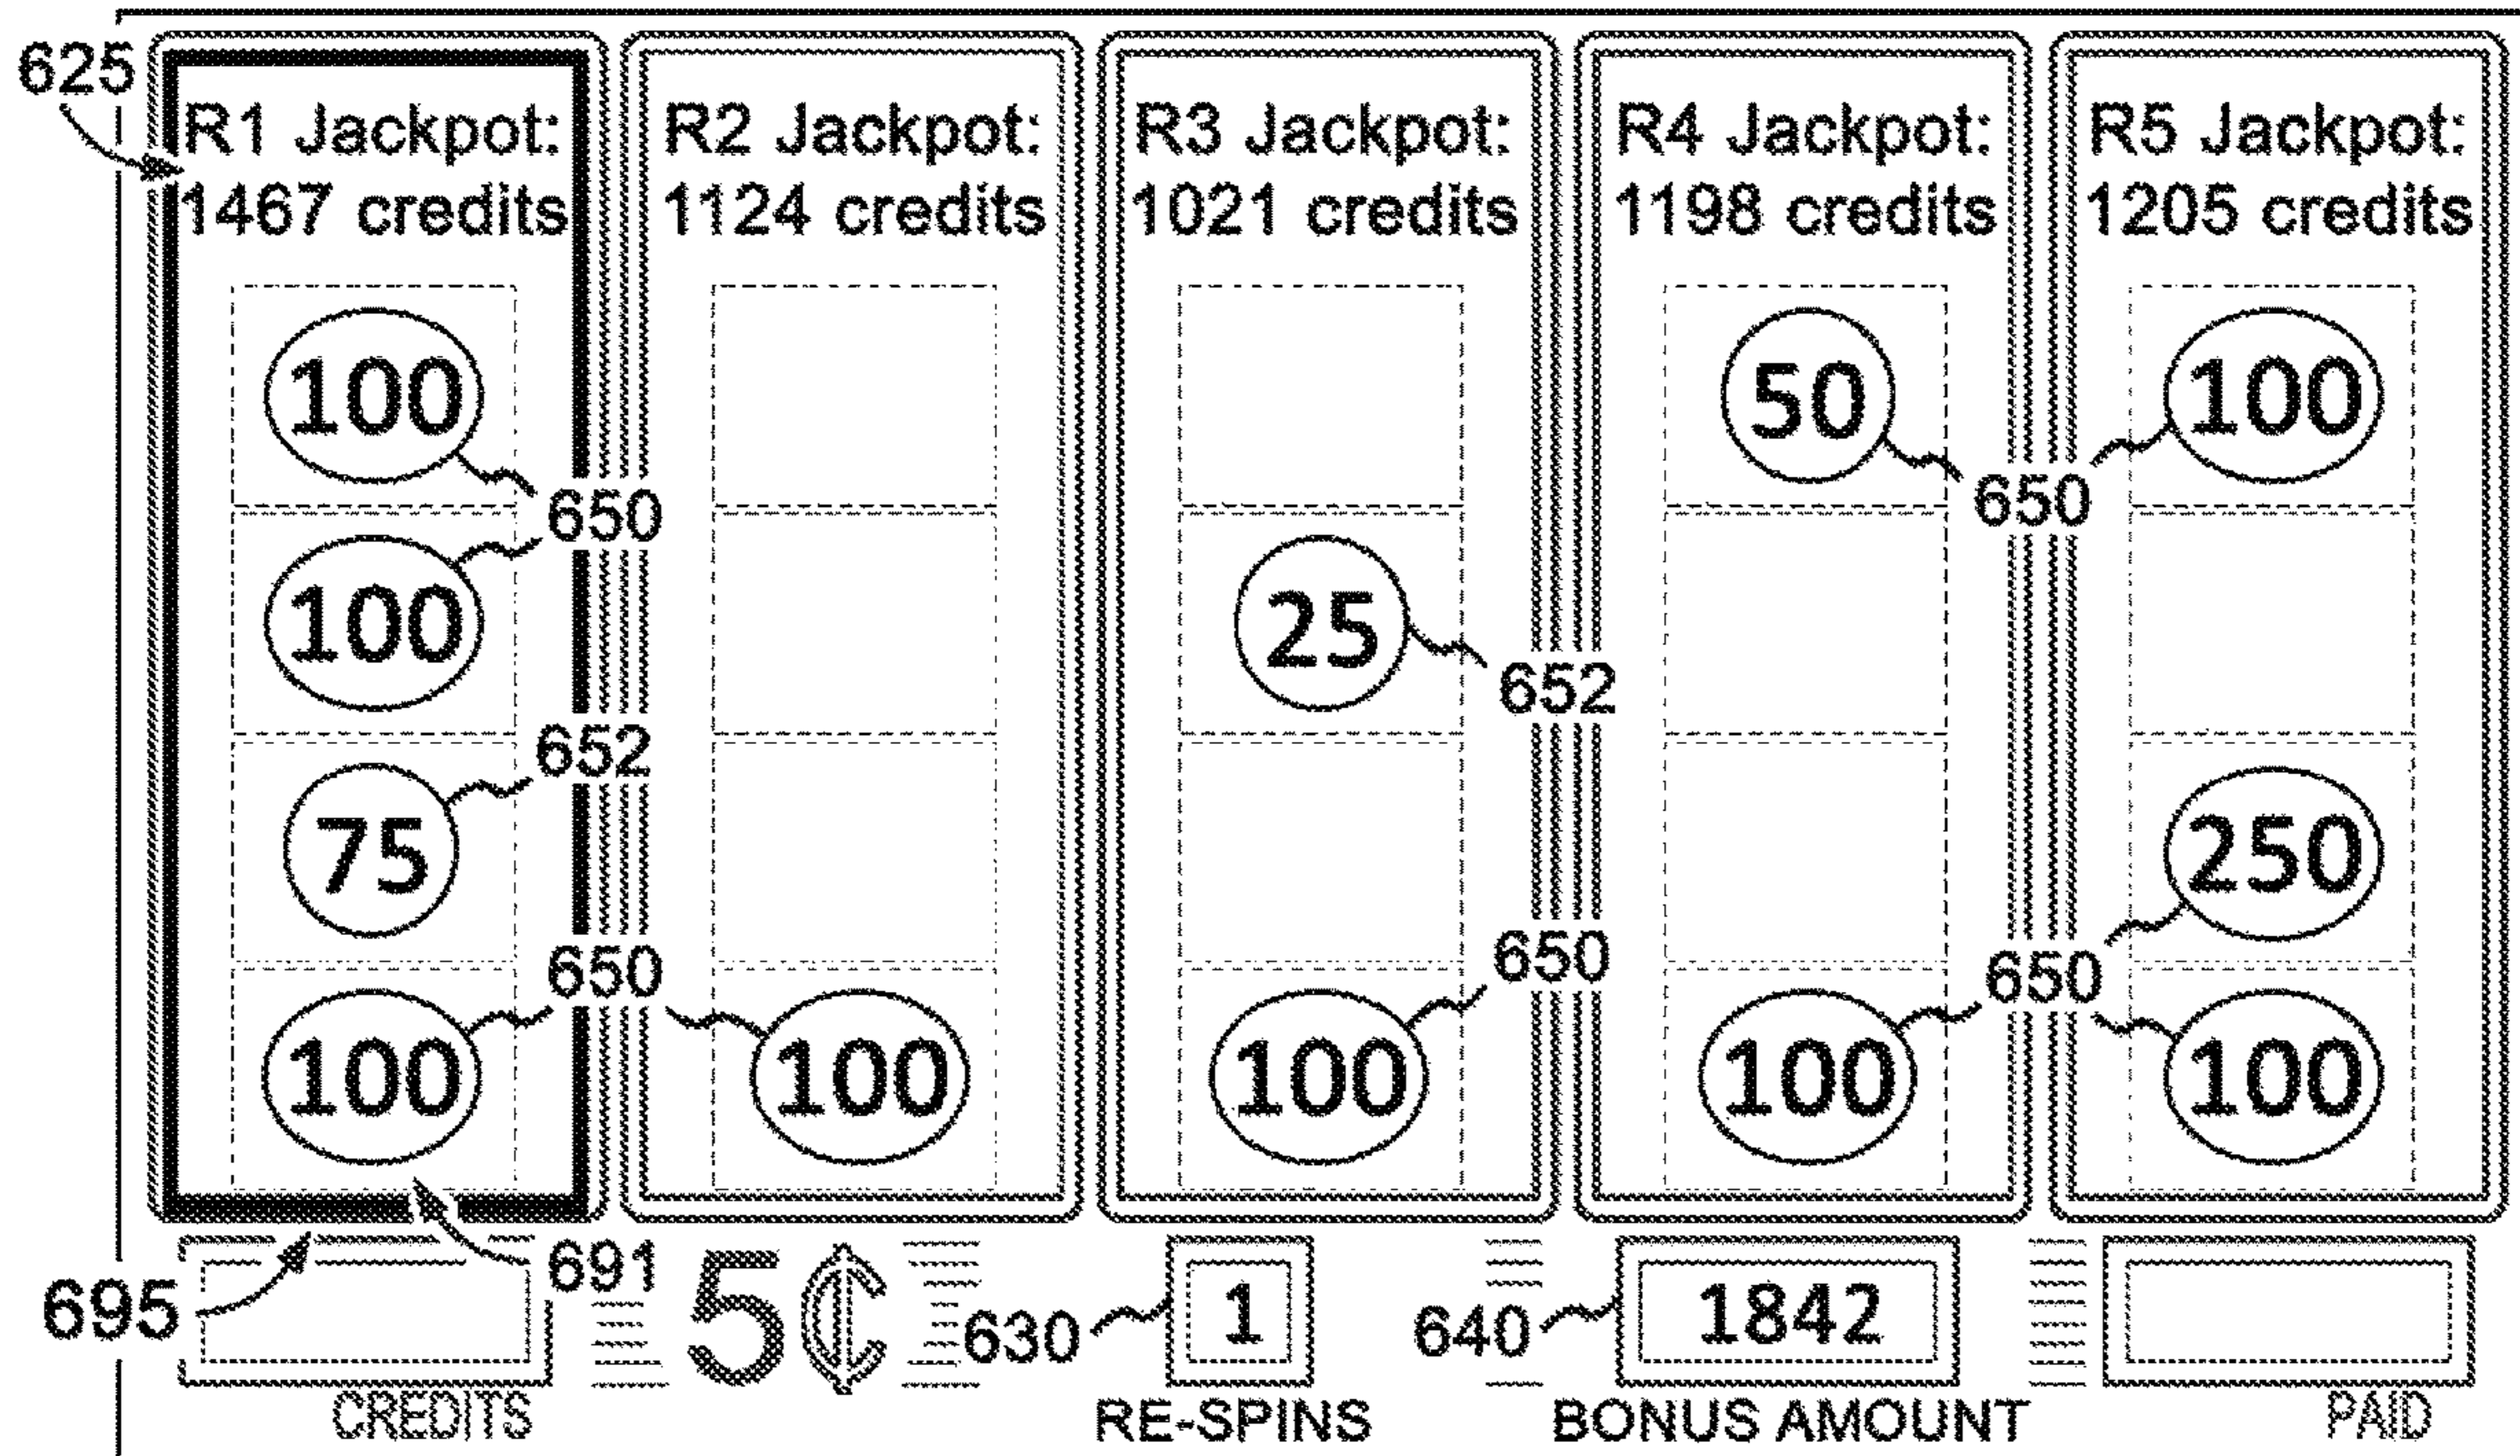 625
R1 Jackpot:
1467 credits
R2 Jackpot:
1124 credits
R3 Jackpot:
1021 credits
R4 Jackpot:
1198 credits
R5 Jackpot:
1205 credits
100
50
100
650
650
100
25
652
652
75
250
650
650
650
100
100
100
100
100
695
691
5¢
630
1
640
1842
CREDITS
RE-SPINS
BONUS AMOUNT
PAID